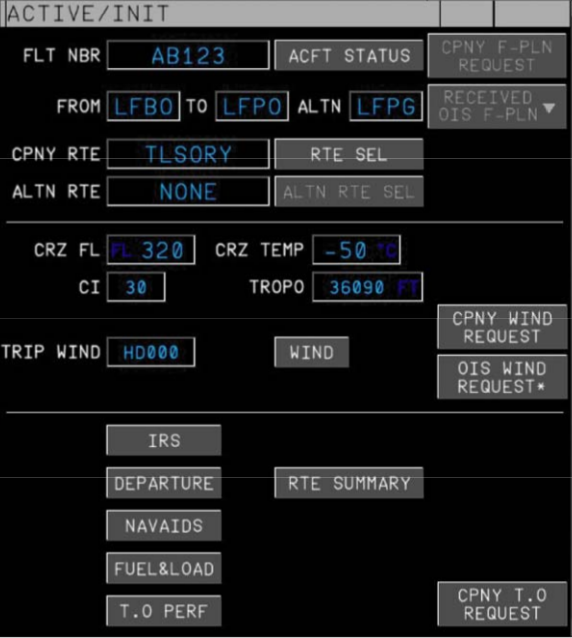 ACTIVE/INIT
FLT NBR AB123 ACFT STATUS CPNY F-PLN REQUEST
FROM LFBO TO LFPO ALTN LFPG RECEIVED OIS F-PLN
CPNY RTE TLSORY RTE SEL
ALTN RTE NONE ALTN RTE SEL
CRZ FL FL 320 CRZ TEMP -50 °C
CI 30 TROPO 36090 FT
CPNY WIND REQUEST
TRIP WIND HD000 WIND
OIS WIND REQUEST*
IRS
DEPARTURE RTE SUMMARY
NAVAIDS
FUEL&LOAD
T.O PERF CPNY T.O REQUEST